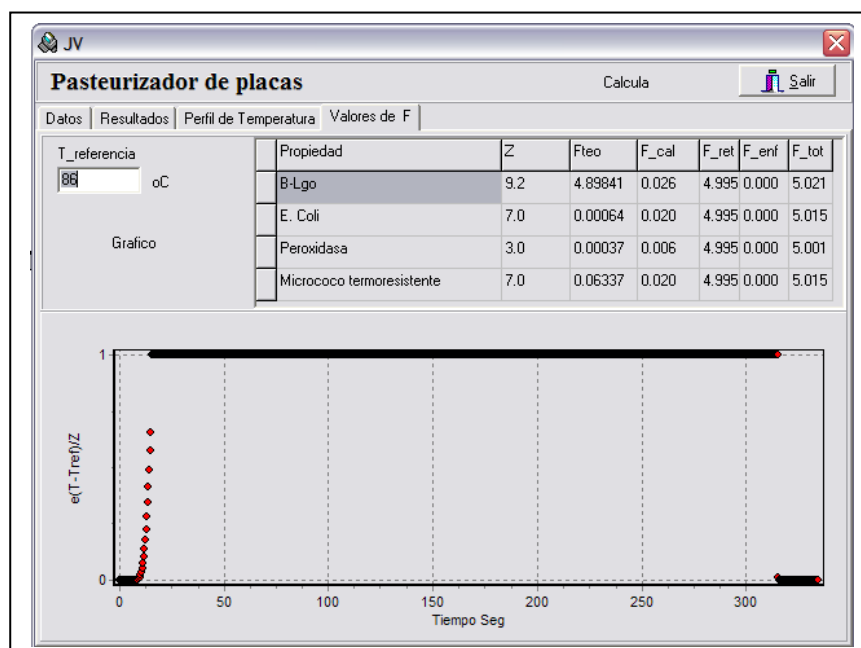 JV
Pasteurizador de placas Calcula Salir
Datos Resultados Perfil de Temperatura Valores de F
T_referencia
86 oC
Grafico
Propiedad Z Fteo F_cal F_ret F_enf F_tot
B-Lgo 9.2 4.89841 0.026 4.995 0.000 5.021
E. Coli 7.0 0.00064 0.020 4.995 0.000 5.015
Peroxidasa 3.0 0.00037 0.006 4.995 0.000 5.001
Micrococo termoresistente 7.0 0.06337 0.020 4.995 0.000 5.015
e(T-Tref)/Z
1
0
0 50 100 150 200 250 300
Tiempo Seg